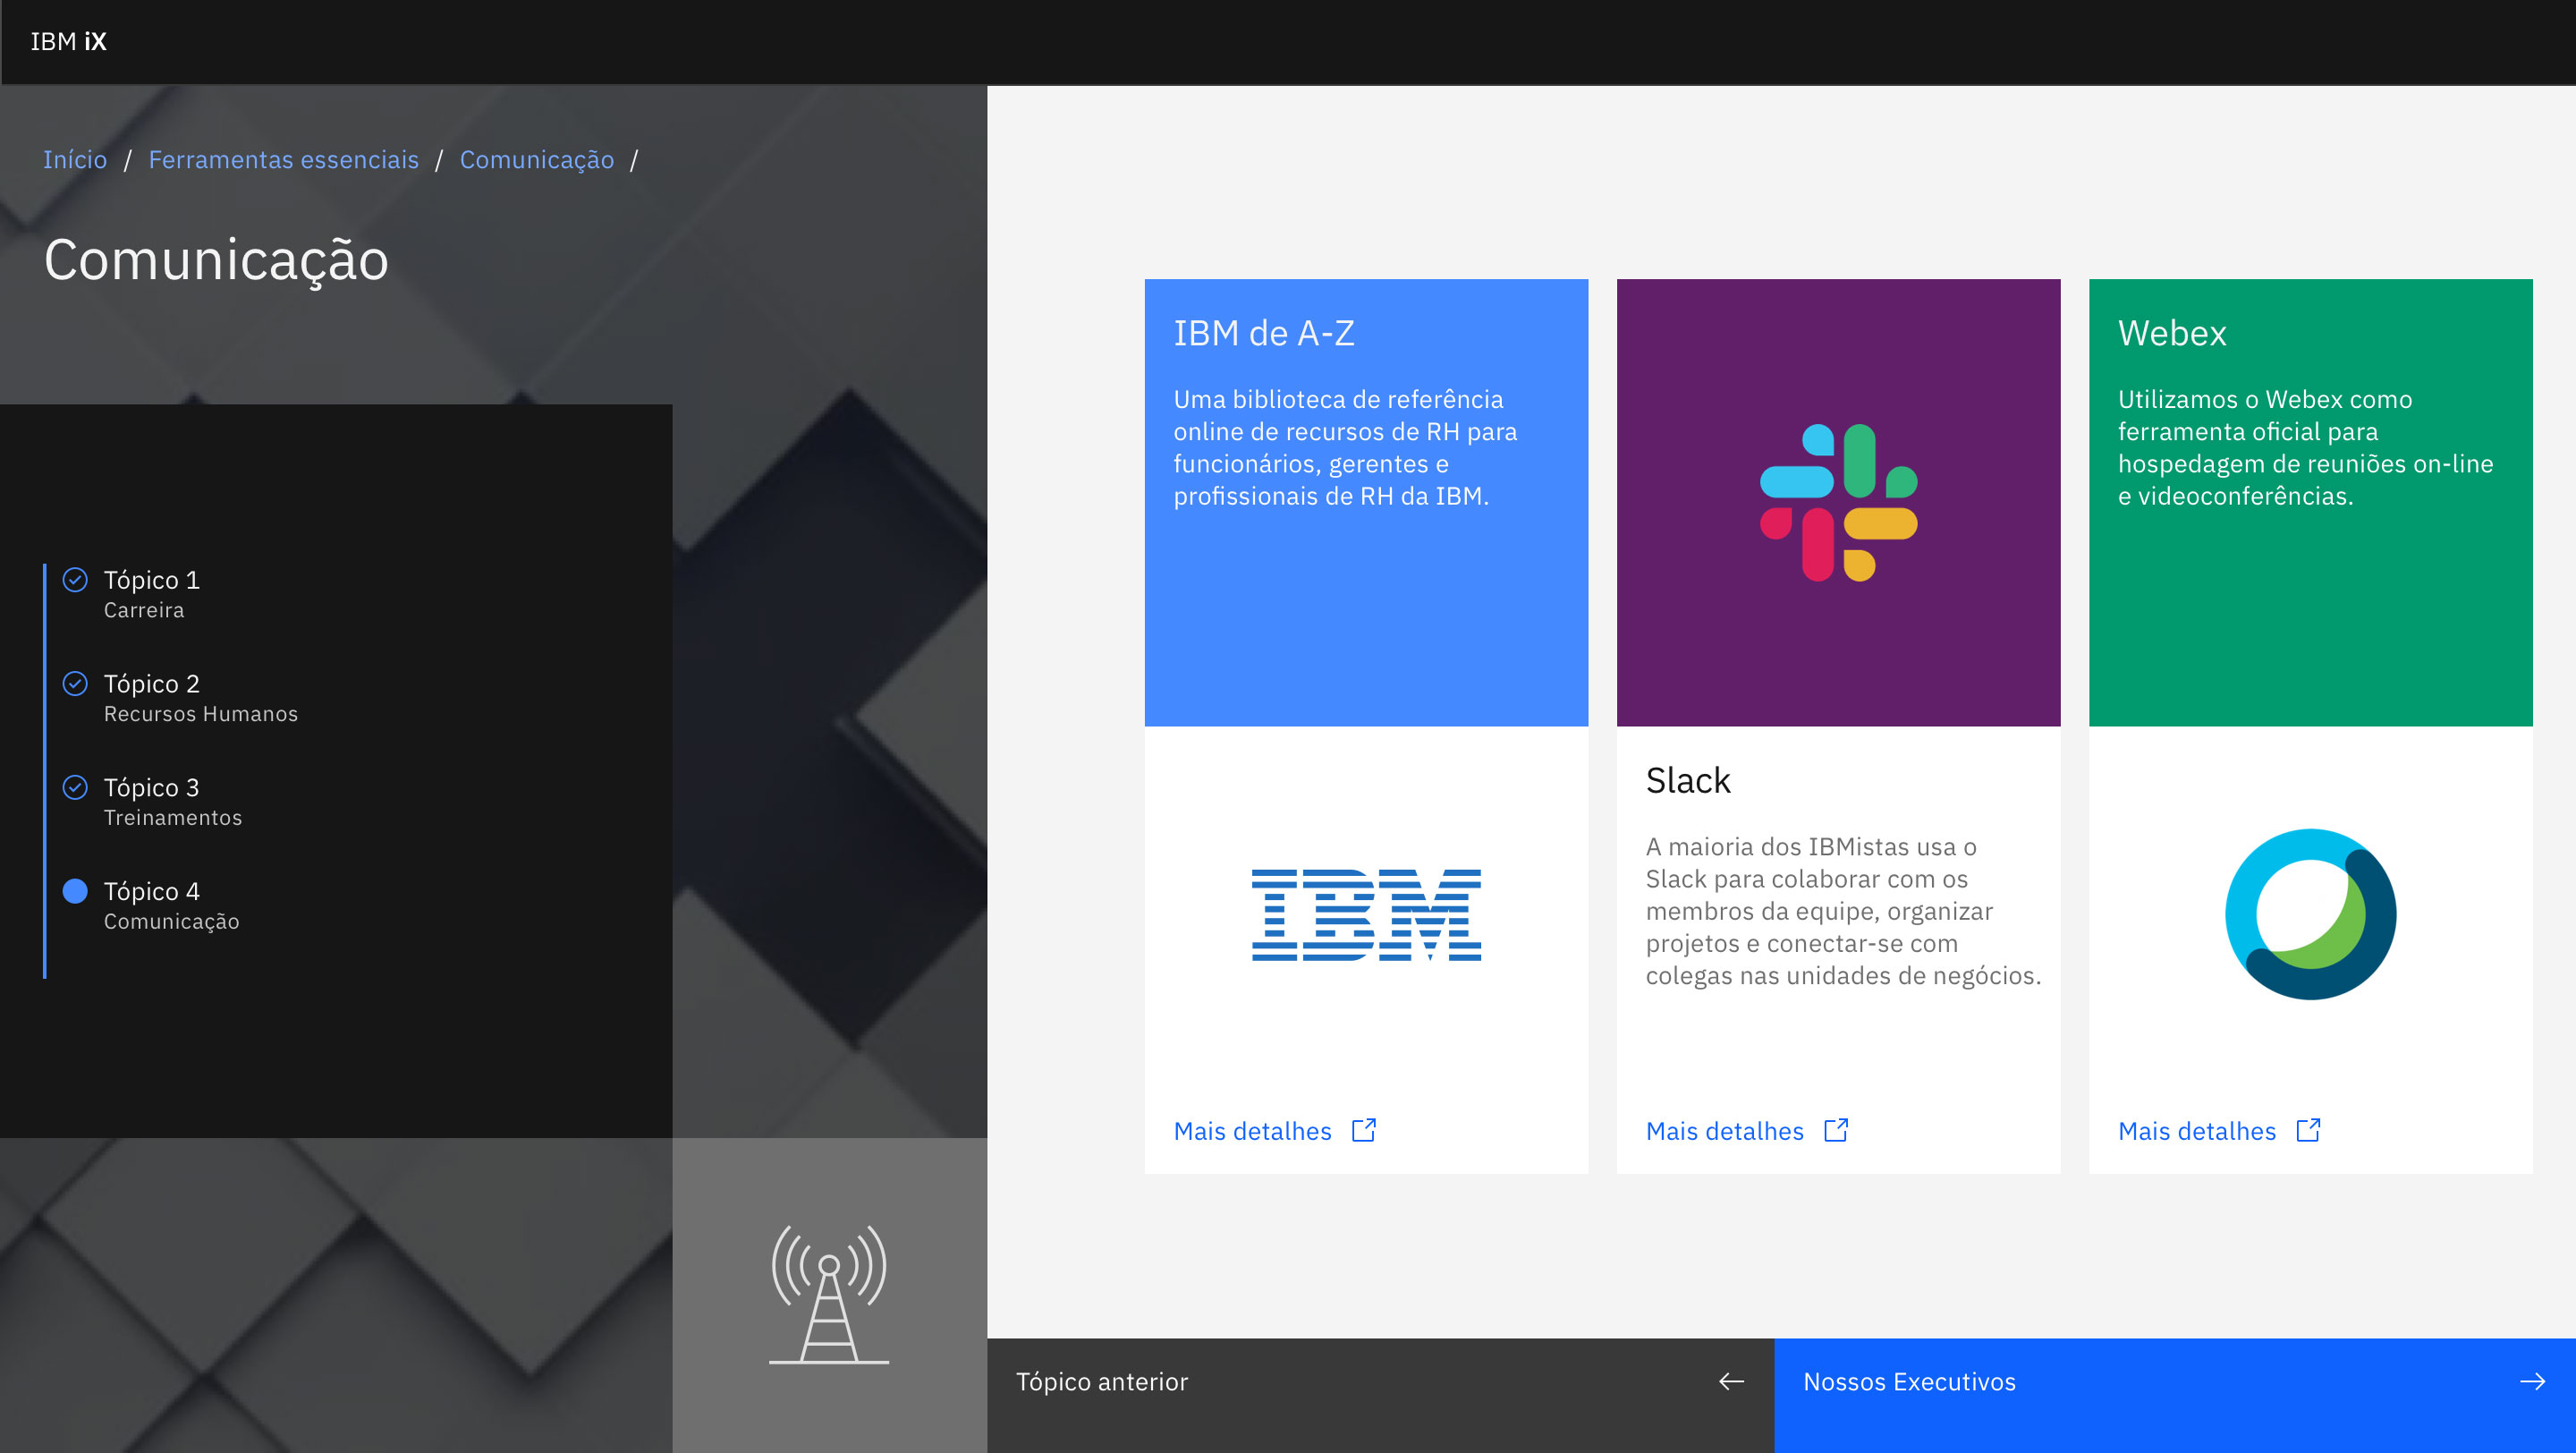 IBM iX
Início / Ferramentas essenciais / Comunicação /
Comunicação
Tópico 1
Carreira
Tópico 2
Recursos Humanos
Tópico 3
Treinamentos
Tópico 4
Comunicação
IBM de A-Z
Uma biblioteca de referência
online de recursos de RH para
funcionários, gerentes e
profissionais de RH da IBM.
IBM
Mais detalhes
Slack
A maioria dos IBMistas usa o
Slack para colaborar com os
membros da equipe, organizar
projetos e conectar-se com
colegas nas unidades de negócios.
Mais detalhes
Webex
Utilizamos o Webex como
ferramenta oficial para
hospedagem de reuniões on-line
e videoconferências.
Mais detalhes
Tópico anterior
Nossos Executivos